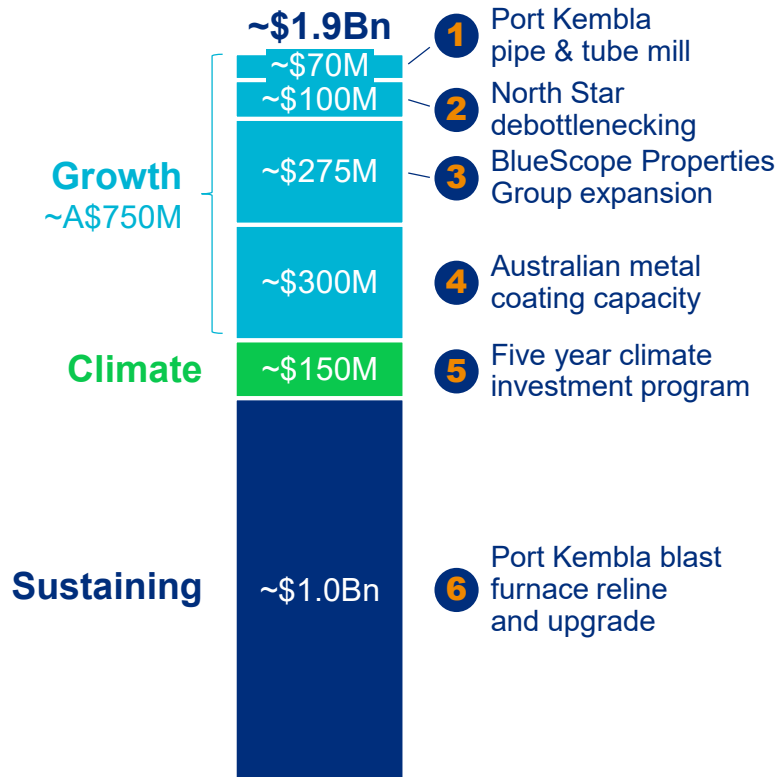 ~$1.9Bn
~$70M
1
Port Kembla
pipe & tube mill
~$100M
2
North Star
debottlenecking
Growth
~A$750M
~$275M
3
BlueScope Properties
Group expansion
~$300M
4
Australian metal
coating capacity
Climate
~$150M
5
Five year climate
investment program
Sustaining
~$1.0Bn
6
Port Kembla blast
furnace reline
and upgrade